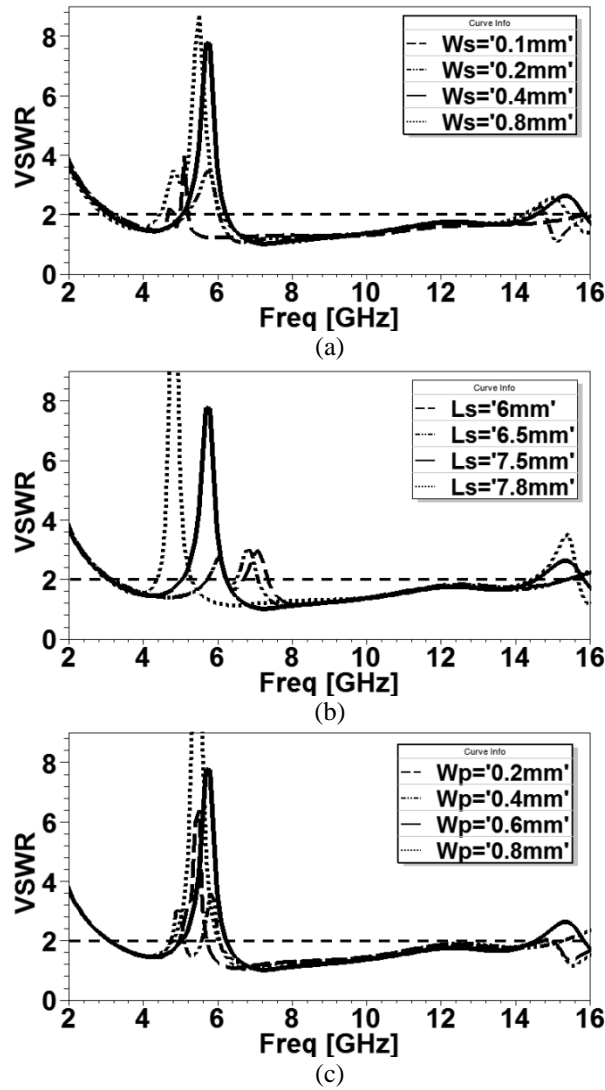 Curve Info
Ws='0.1mm'
Ws='0.2mm'
Ws='0.4mm'
Ws='0.8mm'
VSWR
8
6
4
2
0
2 4 6 8 10 12 14 16
Freq [GHz]
(a)
Curve Info
Ls='6mm'
Ls='6.5mm'
Ls='7.5mm'
Ls='7.8mm'
VSWR
8
6
4
2
0
2 4 6 8 10 12 14 16
Freq [GHz]
(b)
Curve Info
Wp='0.2mm'
Wp='0.4mm'
Wp='0.6mm'
Wp='0.8mm'
VSWR
8
6
4
2
0
2 4 6 8 10 12 14 16
Freq [GHz]
(c)